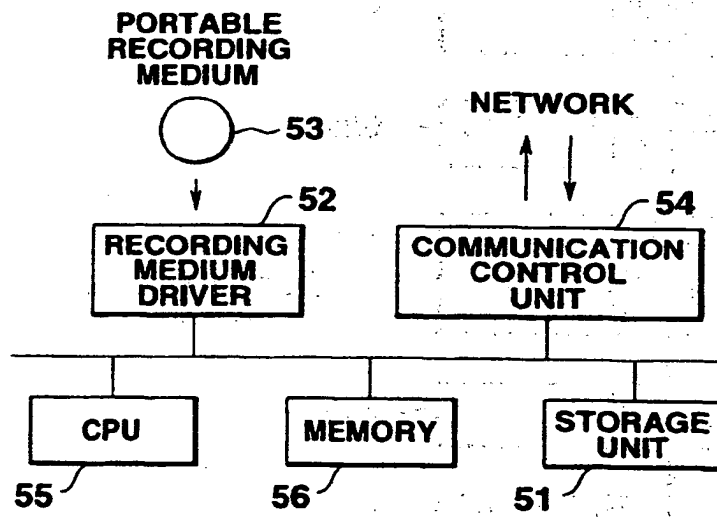 PORTABLE
RECORDING
MEDIUM
53
NETWORK
52
54
RECORDING
MEDIUM
DRIVER
COMMUNICATION
CONTROL
UNIT
CPU
MEMORY
STORAGE
UNIT
55
56
51